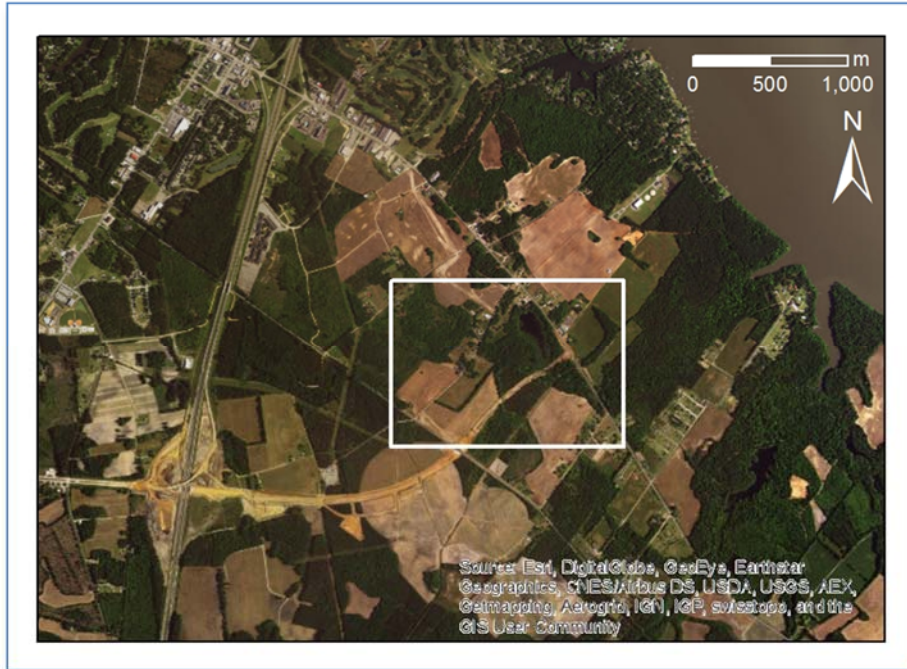 m
0 500 1,000
N
Source: Esri, DigitalGlobe, GeoEye, Earthstar
Geographics, CNES/Airbus DS, USDA, USGS, AEX,
Getmapping, Aerogrid, IGN, IGP, swisstopo, and the
GIS User Community